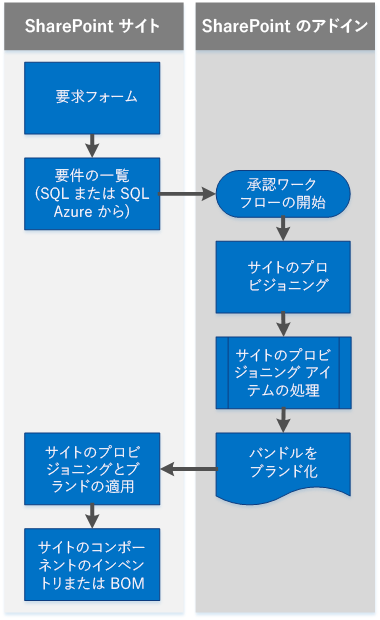 SharePoint サイト
SharePoint のアドイン
要求フォーム
要件の一覧
(SQL または SQL
Azure から)
承認ワーク
フローの開始
サイトのプロ
ビジョニング
サイトのプロビ
ジョニング アイ
テムの処理
バンドルを
ブランド化
サイトのプロビ
ジョニングとブ
ランドの適用
サイトのコンポー
ネントのインベン
トリまたは BOM